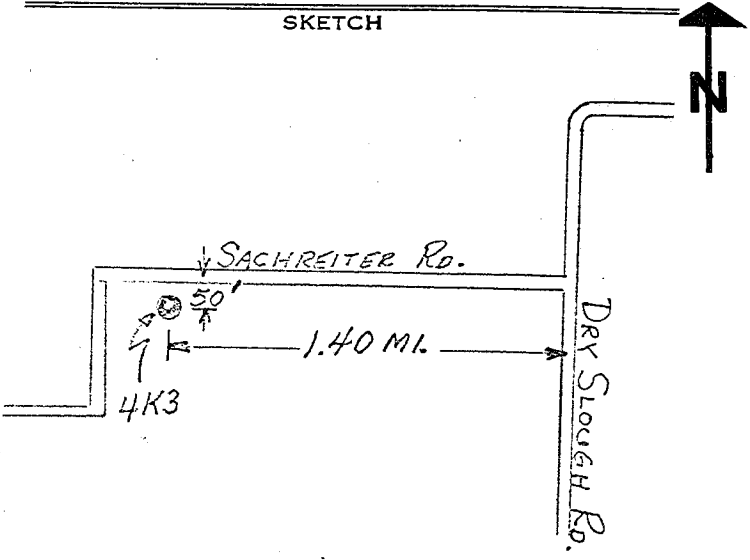 SKETCH
N
SACHREITER RD.
50'
1.40 MI.
4K3
DRY SLOUGH RD.